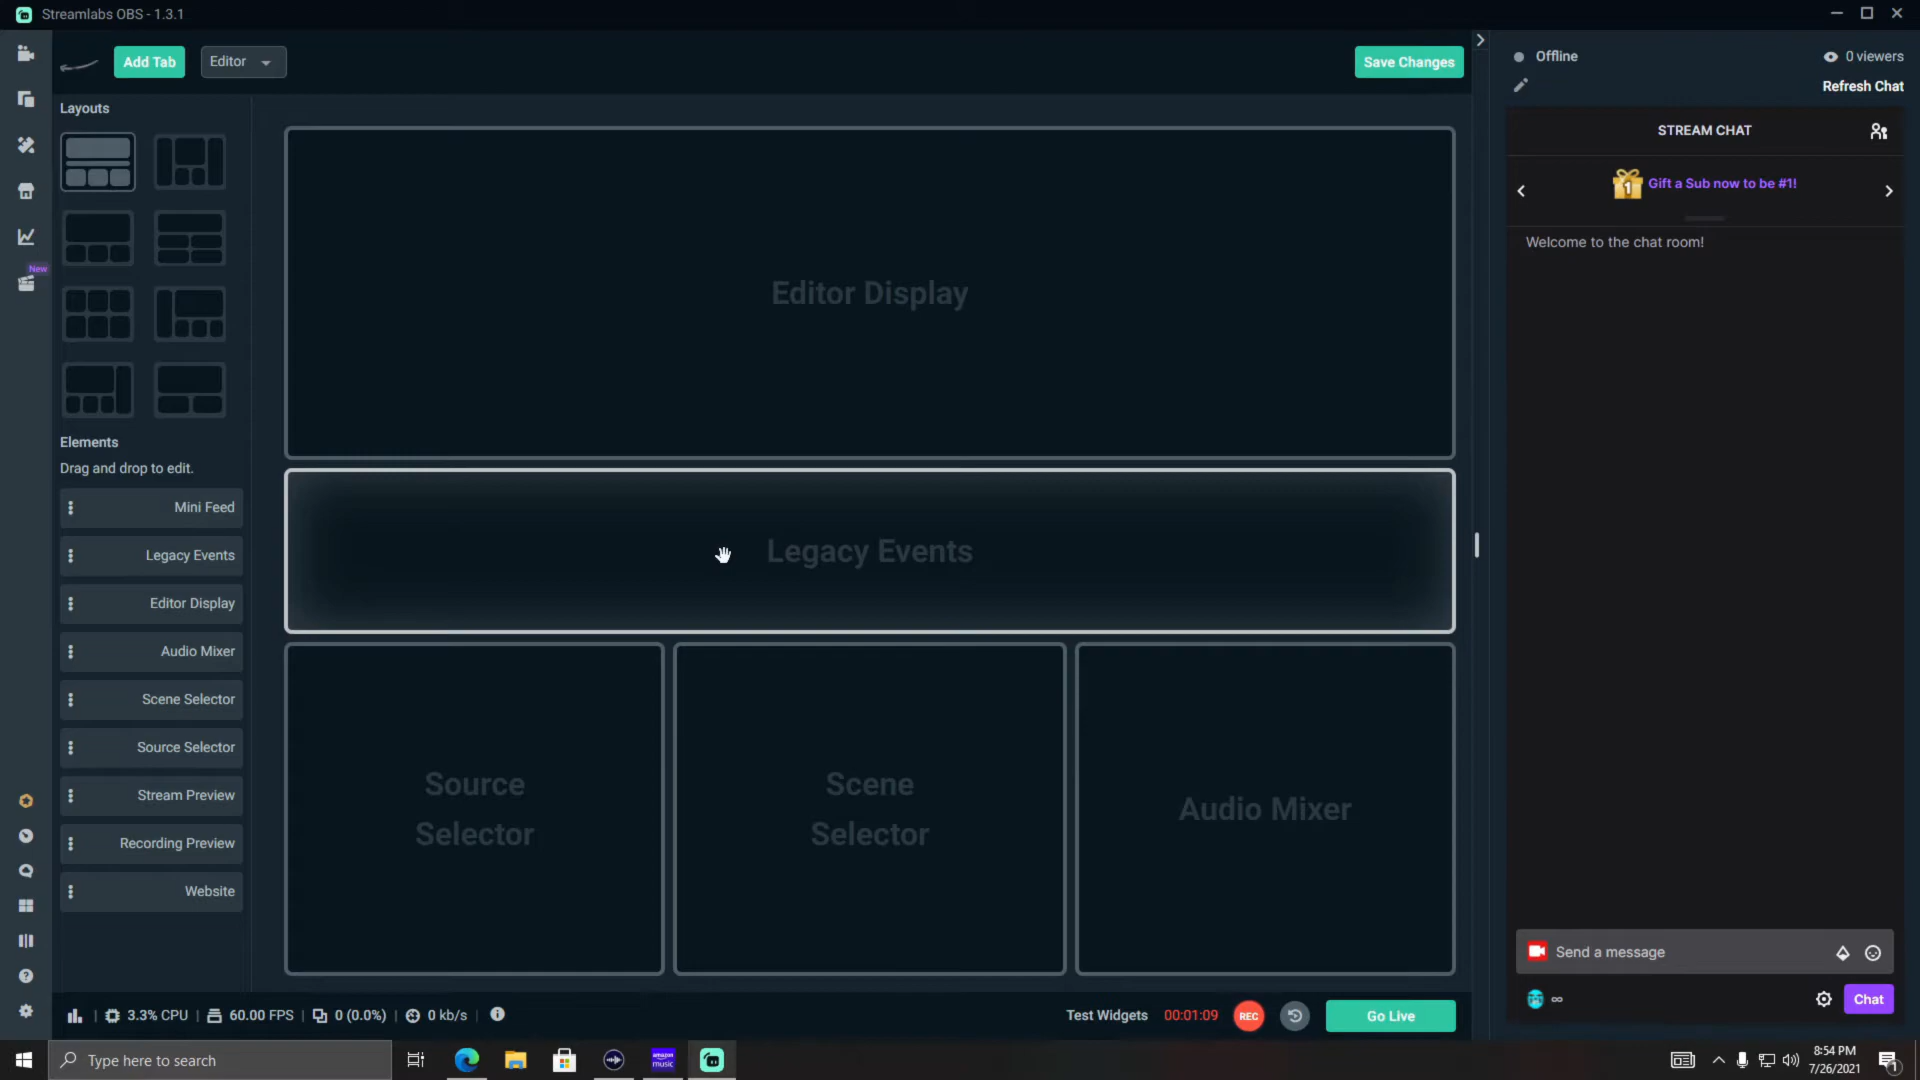 Streamlabs OBS - 1.3.1
Add Tab
Editor
Save Changes
Offline
0 viewers
Refresh Chat
Layouts
STREAM CHAT
1
Gift a Sub now to be #1!
Welcome to the chat room!
New
Editor Display
Elements
Drag and drop to edit.
Mini Feed
Legacy Events
Editor Display
Audio Mixer
Scene Selector
Source Selector
Stream Preview
Recording Preview
Website
Legacy Events
Source
Selector
Scene
Selector
Audio Mixer
Send a message
∞
Chat
3.3% CPU
60.00 FPS
0 (0.0%)
0 kb/s
Test Widgets
00:01:09
REC
Go Live
Type here to search
amazon
music
8:54 PM
7/26/2021
1